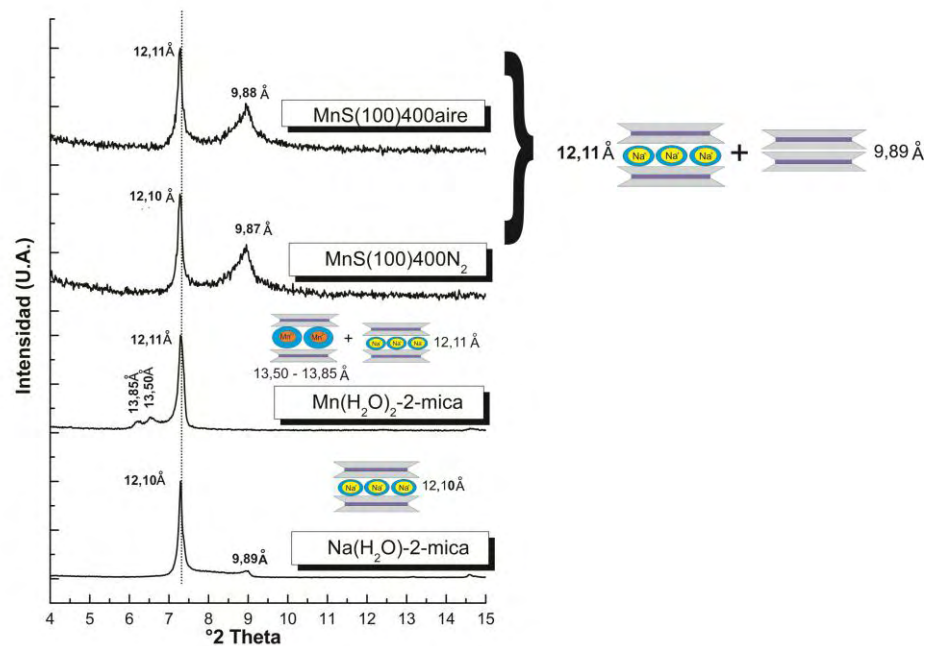 12,11Å
9,88 Å
MnS(100)400aire
12,11 Å
Na⁺ Na⁺ Na⁺
+
9,89 Å
12,10 Å
9,87 Å
MnS(100)400N₂
Mn Mn
+
Na Na Na
12,11 Å
13,50 - 13,85 Å
12,11Å
13,85Å
13,50Å
Mn(H₂O)₂-2-mica
Na⁺ Na⁺ Na⁺
12,10Å
12,10Å
9,89Å
Na(H₂O)-2-mica
Intensidad (U.A.)
4 5 6 7 8 9 10 11 12 13 14 15
°2 Theta